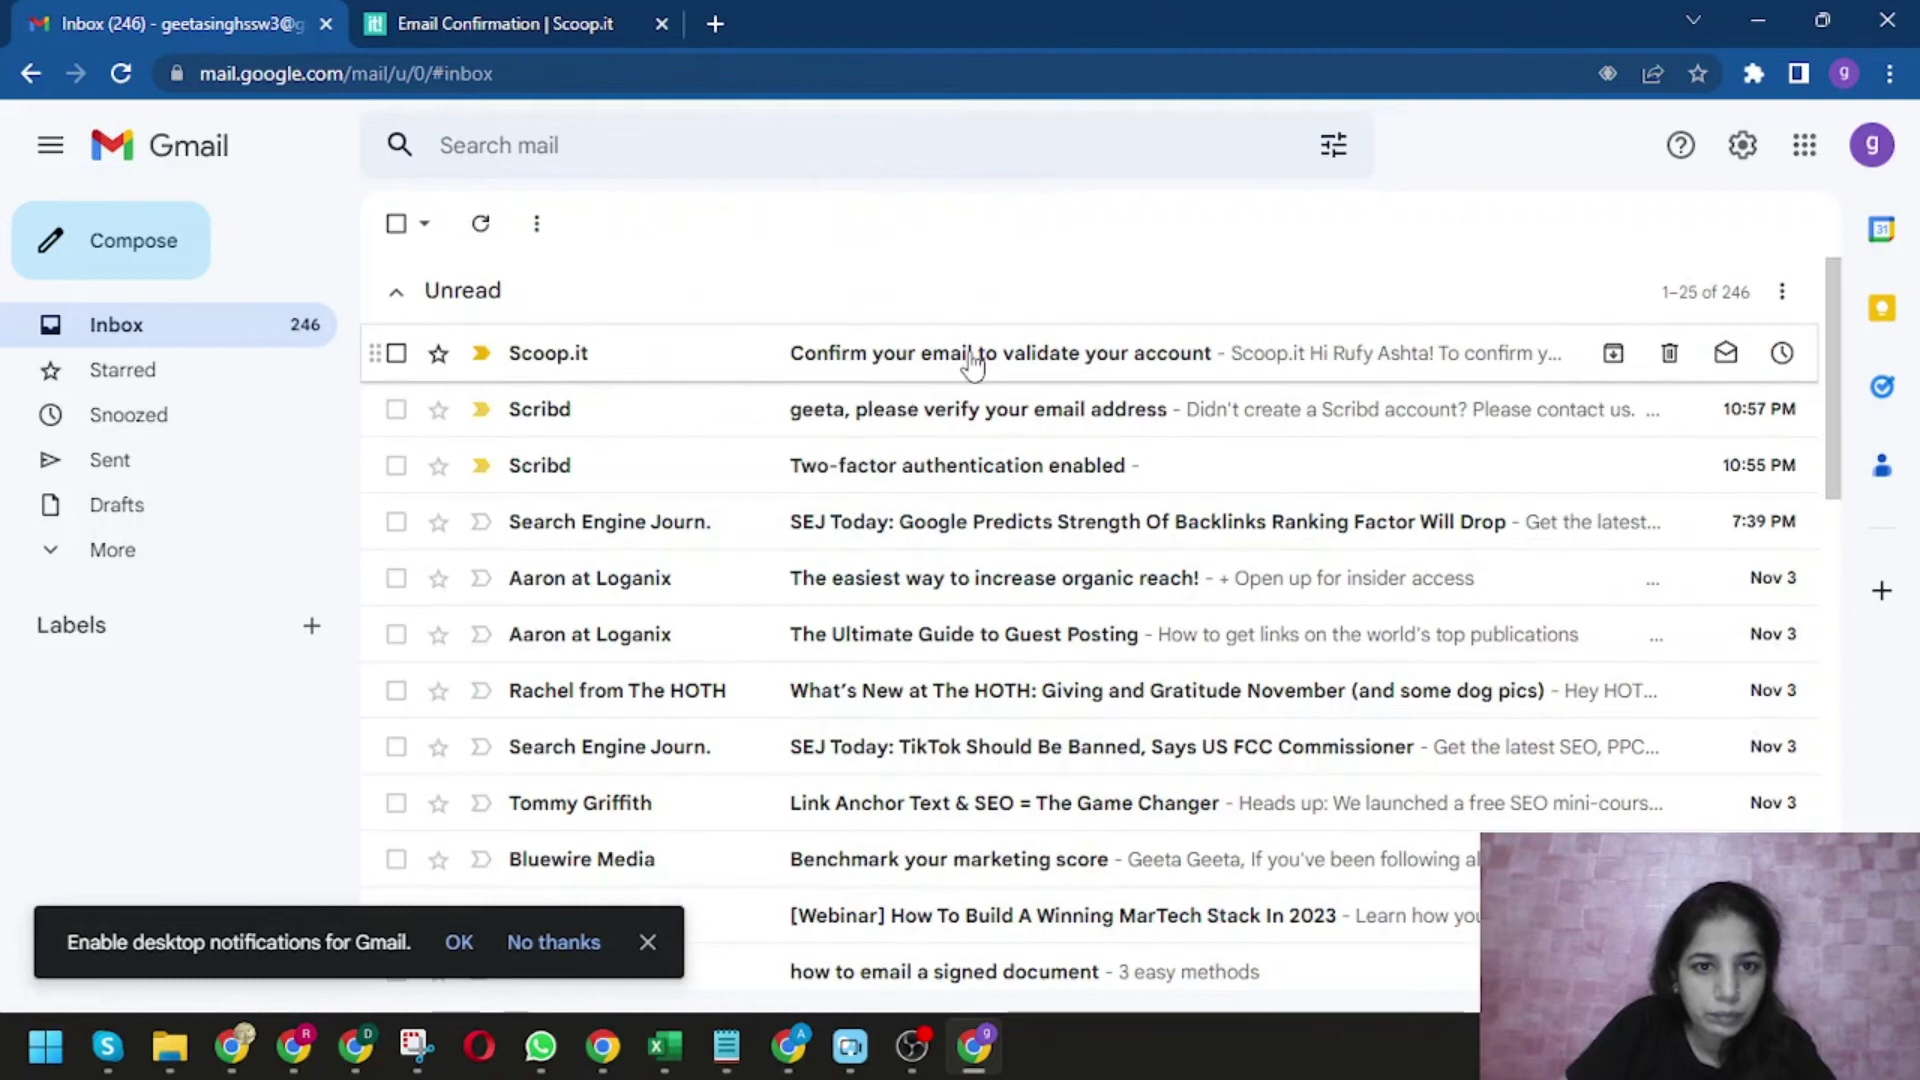 Inbox (246) - geetasinghssw3@g
Email Confirmation | Scoop.it
mail.google.com/mail/u/0/#inbox
g
Gmail
Search mail
g
Compose
31
Unread
1–25 of 246
Inbox 246
Scoop.it Confirm your email to validate your account - Scoop.it Hi Rufy Ashta! To confirm y...
Starred
Scribd geeta, please verify your email address - Didn't create a Scribd account? Please contact us. ... 10:57 PM
Snoozed
Sent
Scribd Two-factor authentication enabled - 10:55 PM
Drafts
Search Engine Journ. SEJ Today: Google Predicts Strength Of Backlinks Ranking Factor Will Drop - Get the latest... 7:39 PM
More
Aaron at Loganix The easiest way to increase organic reach! - + Open up for insider access ... Nov 3
Labels
Aaron at Loganix The Ultimate Guide to Guest Posting - How to get links on the world's top publications ... Nov 3
Rachel from The HOTH What's New at The HOTH: Giving and Gratitude November (and some dog pics) - Hey HOT... Nov 3
Search Engine Journ. SEJ Today: TikTok Should Be Banned, Says US FCC Commissioner - Get the latest SEO, PPC... Nov 3
Tommy Griffith Link Anchor Text & SEO = The Game Changer - Heads up: We launched a free SEO mini-cours... Nov 3
Bluewire Media Benchmark your marketing score - Geeta Geeta, If you've been following al
[Webinar] How To Build A Winning MarTech Stack In 2023 - Learn how you
Enable desktop notifications for Gmail. OK No thanks
how to email a signed document - 3 easy methods
R
D
A
g